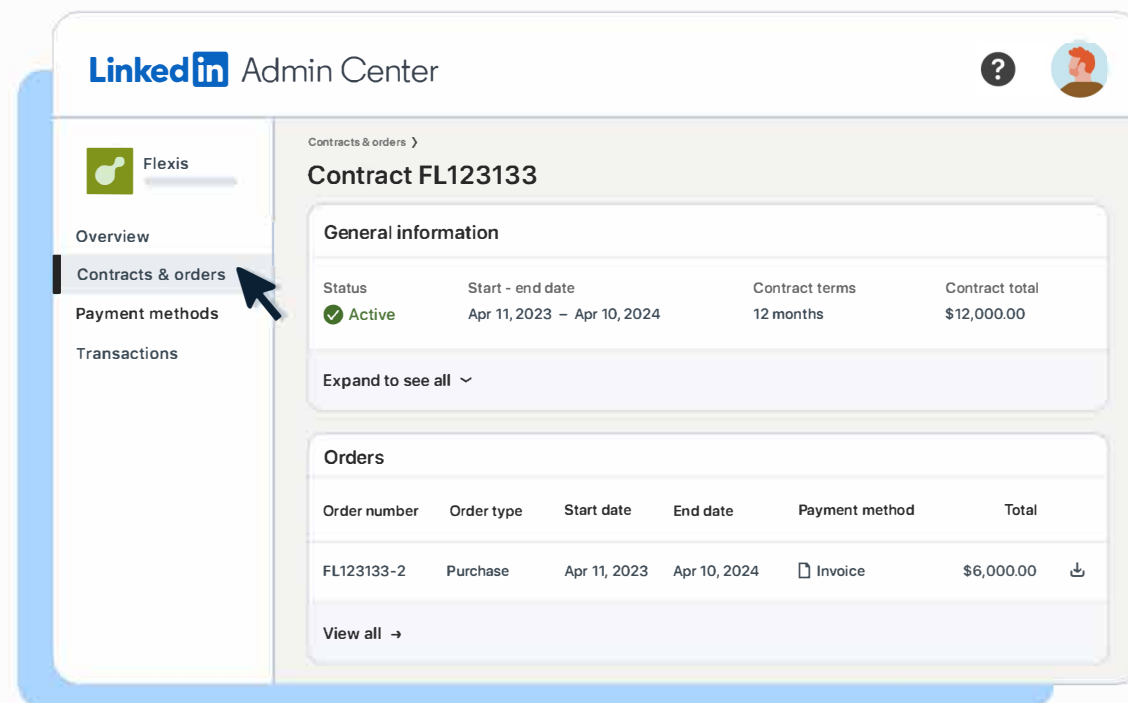 Linkedin Admin Center ?
Flexis
Overview
Contracts & orders
Payment methods
Transactions
Contracts & orders ❯
Contract FL123133
General information
Status Start - end date Contract terms Contract total
Active Apr 11, 2023 – Apr 10, 2024 12 months $12,000.00
Expand to see all
Orders
Order number Order type Start date End date Payment method Total
FL123133-2 Purchase Apr 11, 2023 Apr 10, 2024 Invoice $6,000.00
View all →